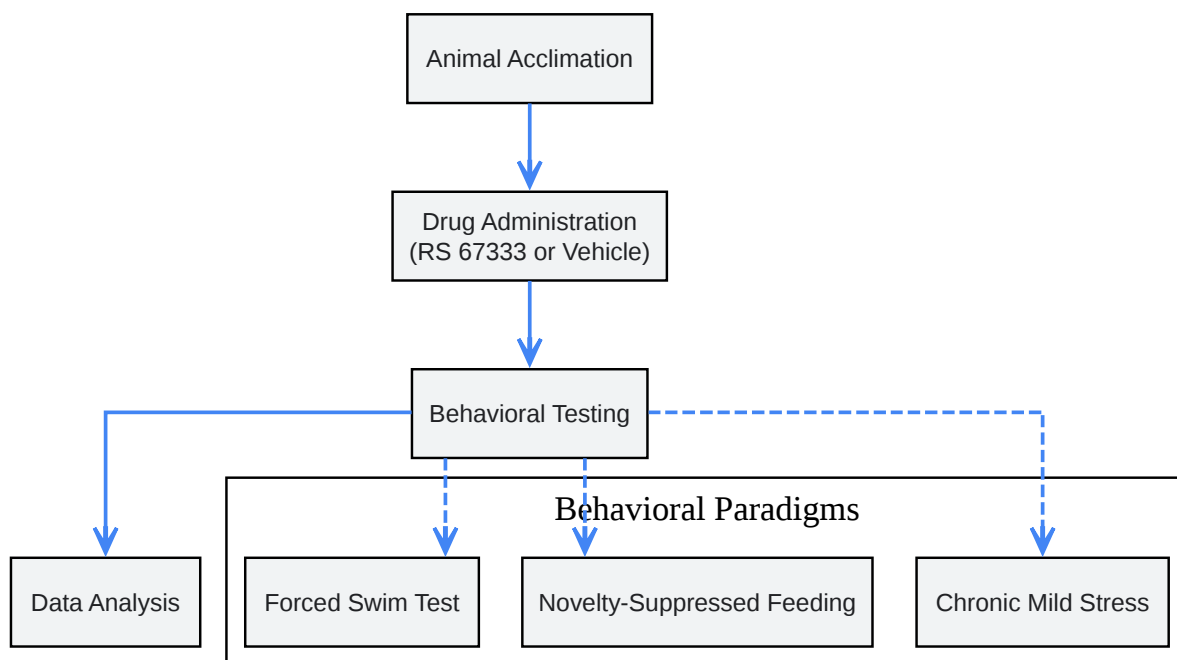 Animal Acclimation
Drug Administration
(RS 67333 or Vehicle)
Behavioral Testing
Behavioral Paradigms
Data Analysis
Forced Swim Test
Novelty-Suppressed Feeding
Chronic Mild Stress